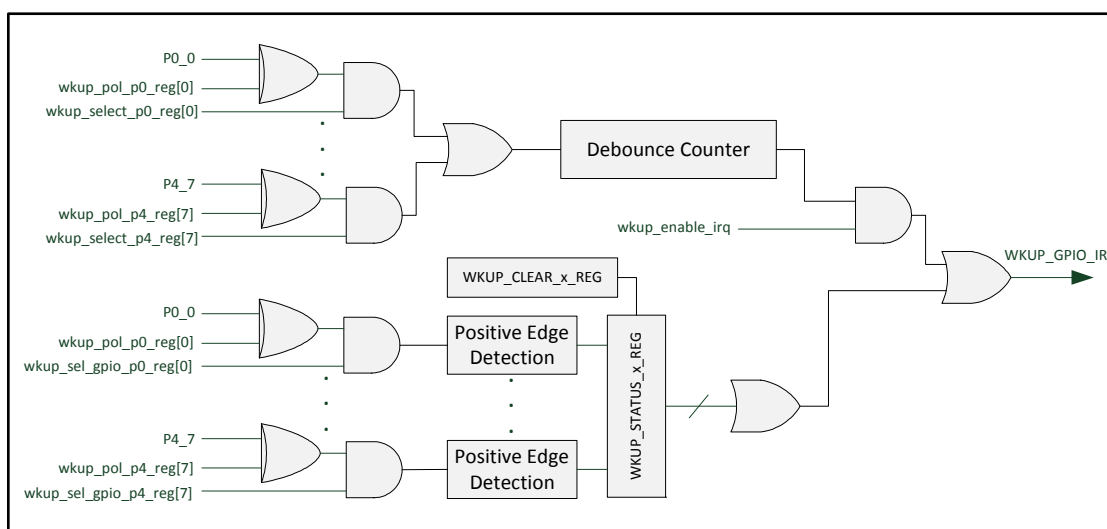 P0_0
wkup_pol_p0_reg[0]
wkup_select_p0_reg[0]
P4_7
wkup_pol_p4_reg[7]
wkup_select_p4_reg[7]
Debounce Counter
wkup_enable_irq
WKUP_GPIO_IR
WKUP_CLEAR_x_REG
P0_0
wkup_pol_p0_reg[0]
wkup_sel_gpio_p0_reg[0]
Positive Edge
Detection
WKUP_STATUS_x_REG
P4_7
wkup_pol_p4_reg[7]
wkup_sel_gpio_p4_reg[7]
Positive Edge
Detection